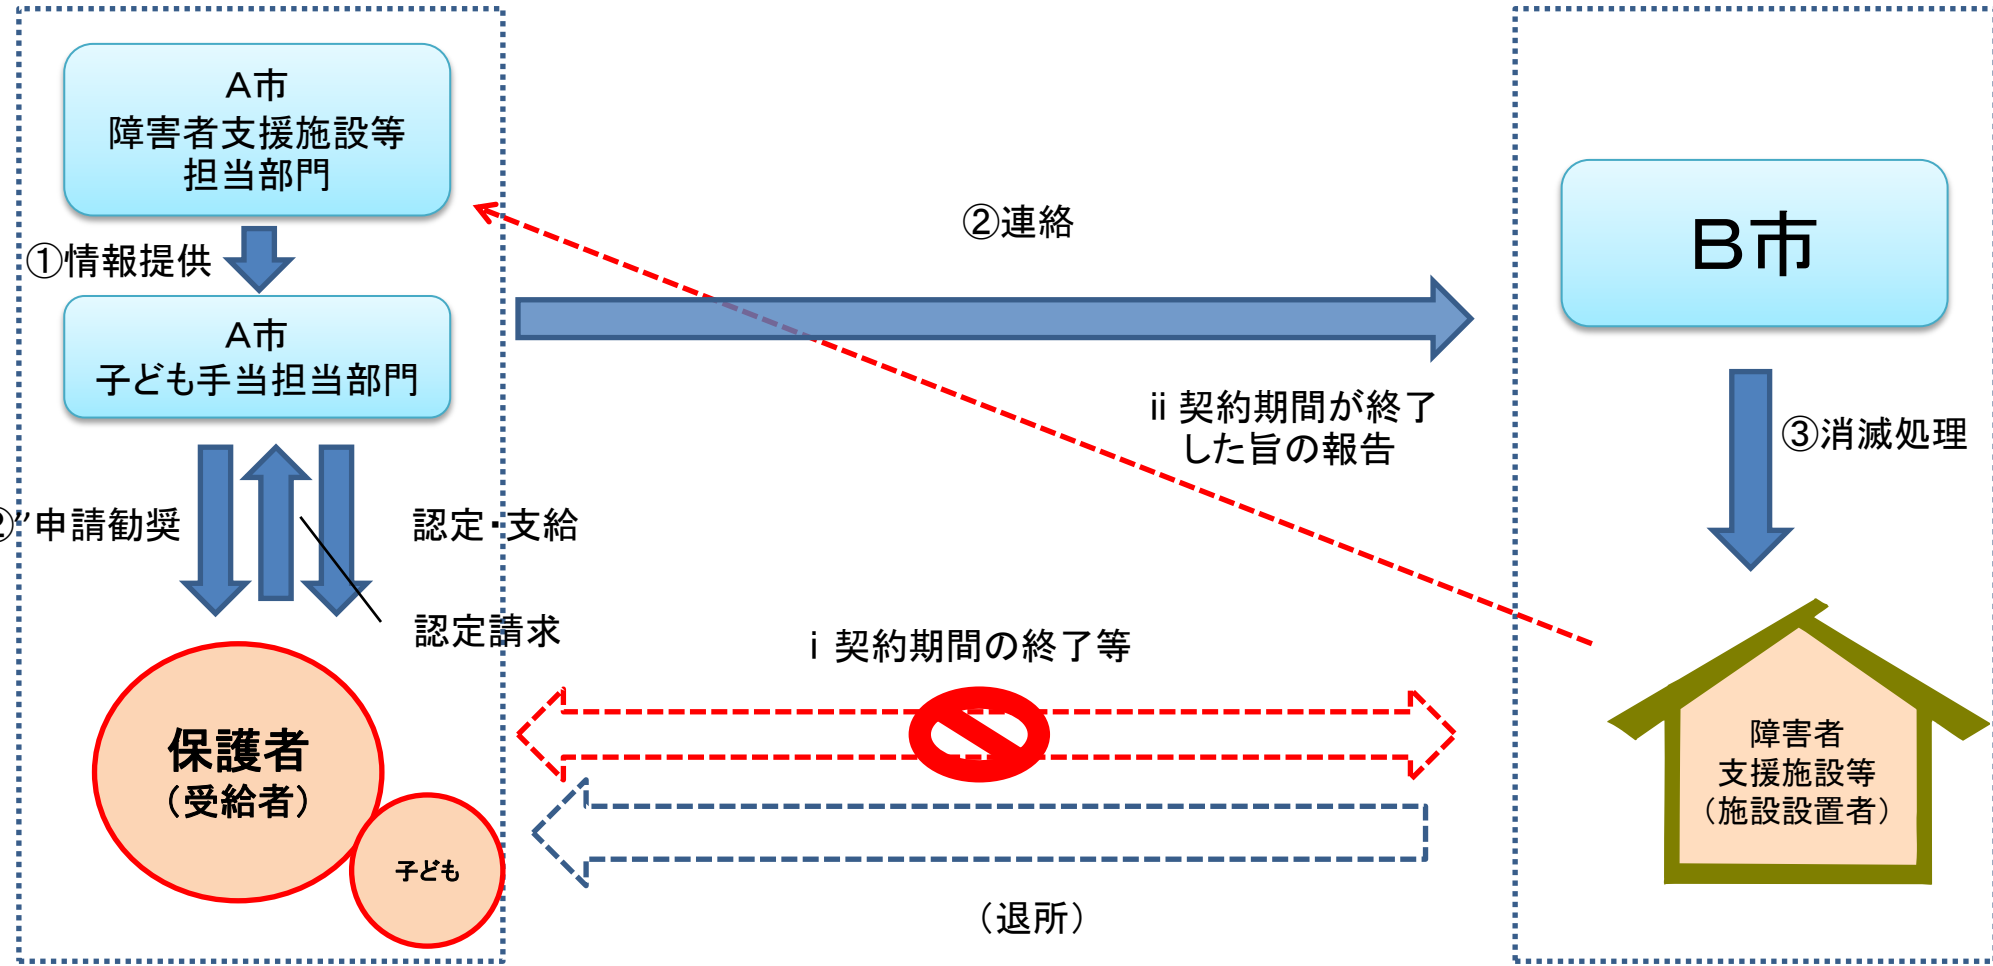 A市
障害者支援施設等
担当部門
①情報提供
A市
子ども手当担当部門
②連絡
B市
ⅱ 契約期間が終了
した旨の報告
③消滅処理
②”申請勧奨
認定・支給
認定請求
ⅰ 契約期間の終了等
保護者
（受給者）
子ども
障害者
支援施設等
（施設設置者）
（退所）